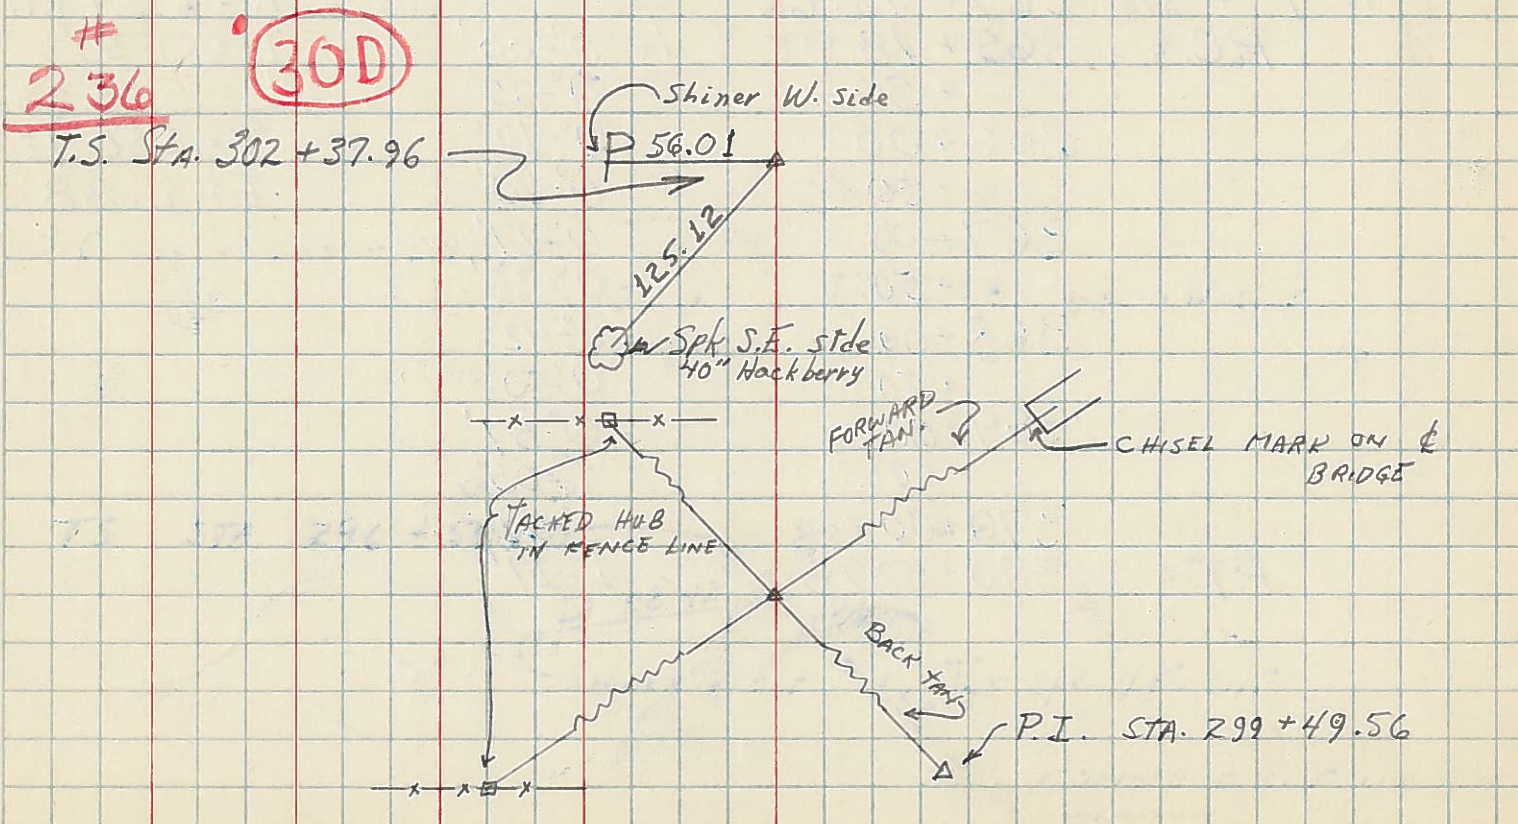 #
236
30D
Shiner W. side
T.S. STA. 302 + 37.96
P 56.01
125.12
Spk S.E. side
40" Hackberry
FORWARD
TAN.
CHISEL MARK ON ℄
BRIDGE
TACKED HUB
IN FENCE LINE
BACK TANS
P.I. STA. 299 + 49.56